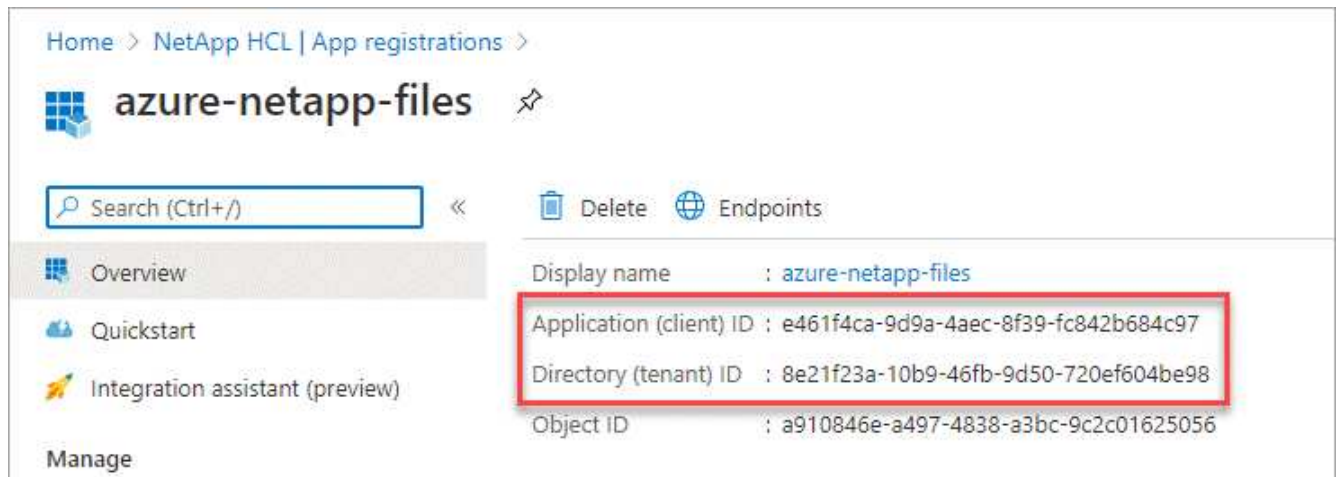 Home > NetApp HCL | App registrations >
azure-netapp-files
Search (Ctrl+/)
«
Delete
Endpoints
Overview
Display name : azure-netapp-files
Quickstart
Application (client) ID : e461f4ca-9d9a-4aec-8f39-fc842b684c97
Integration assistant (preview)
Directory (tenant) ID : 8e21f23a-10b9-46fb-9d50-720ef604be98
Object ID : a910846e-a497-4838-a3bc-9c2c01625056
Manage